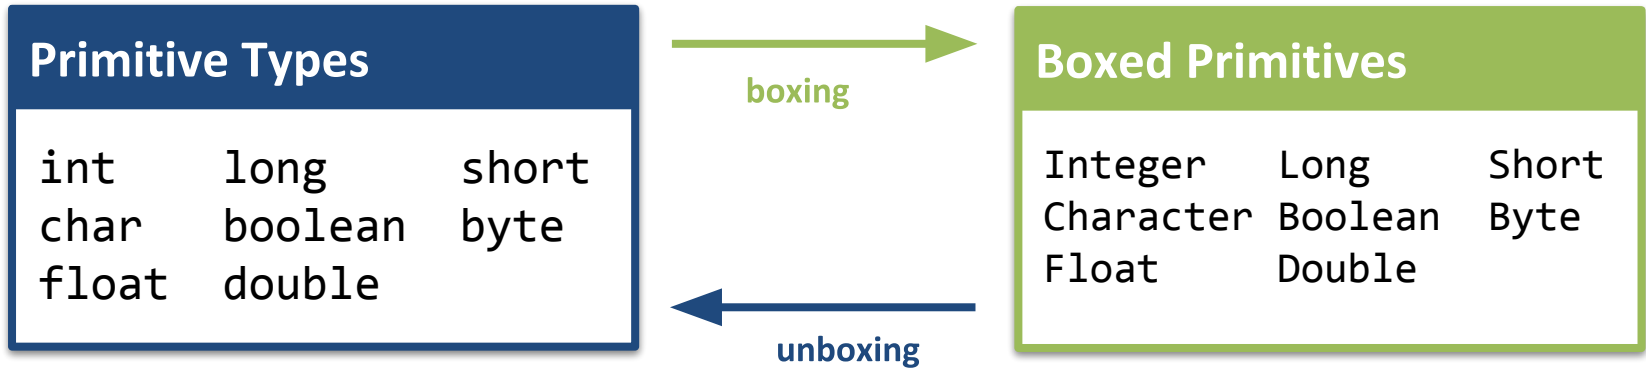 Primitive Types
int long short
char boolean byte
float double
boxing
unboxing
Boxed Primitives
Integer Long Short
Character Boolean Byte
Float Double